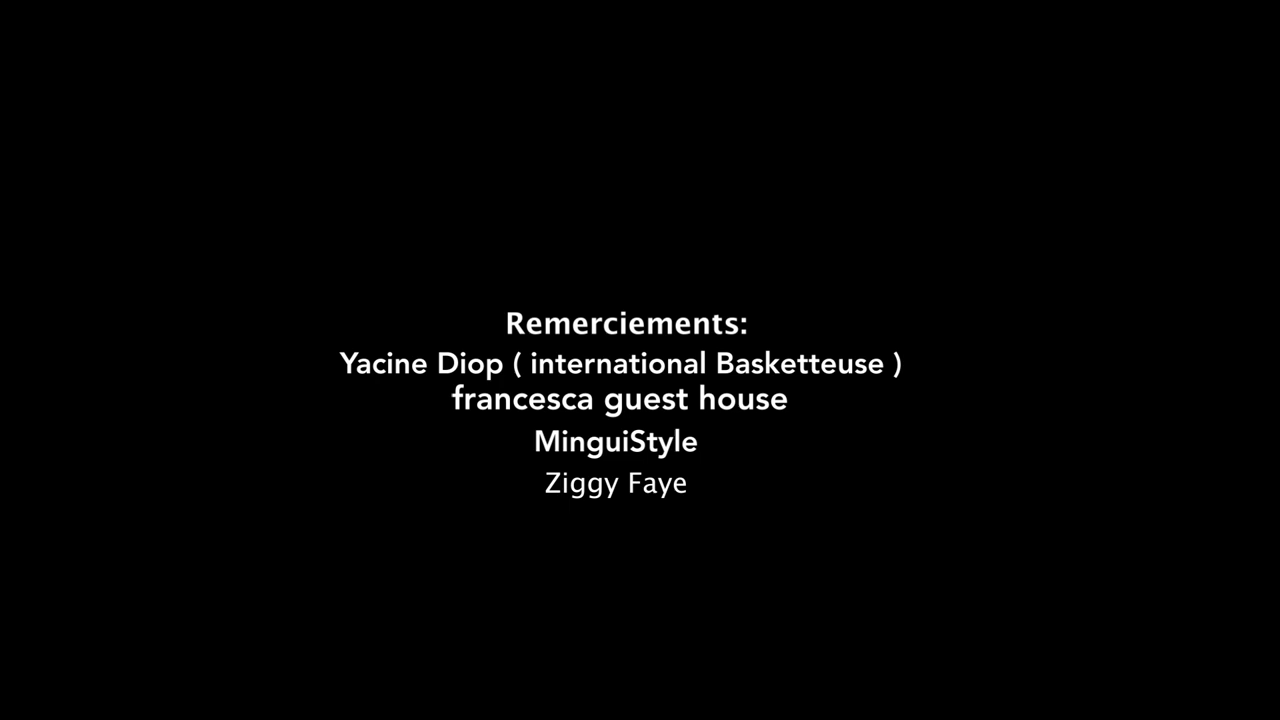 Remerciements:
Yacine Diop ( international Basketteuse )
francesca guest house
MinguiStyle
Ziggy Faye